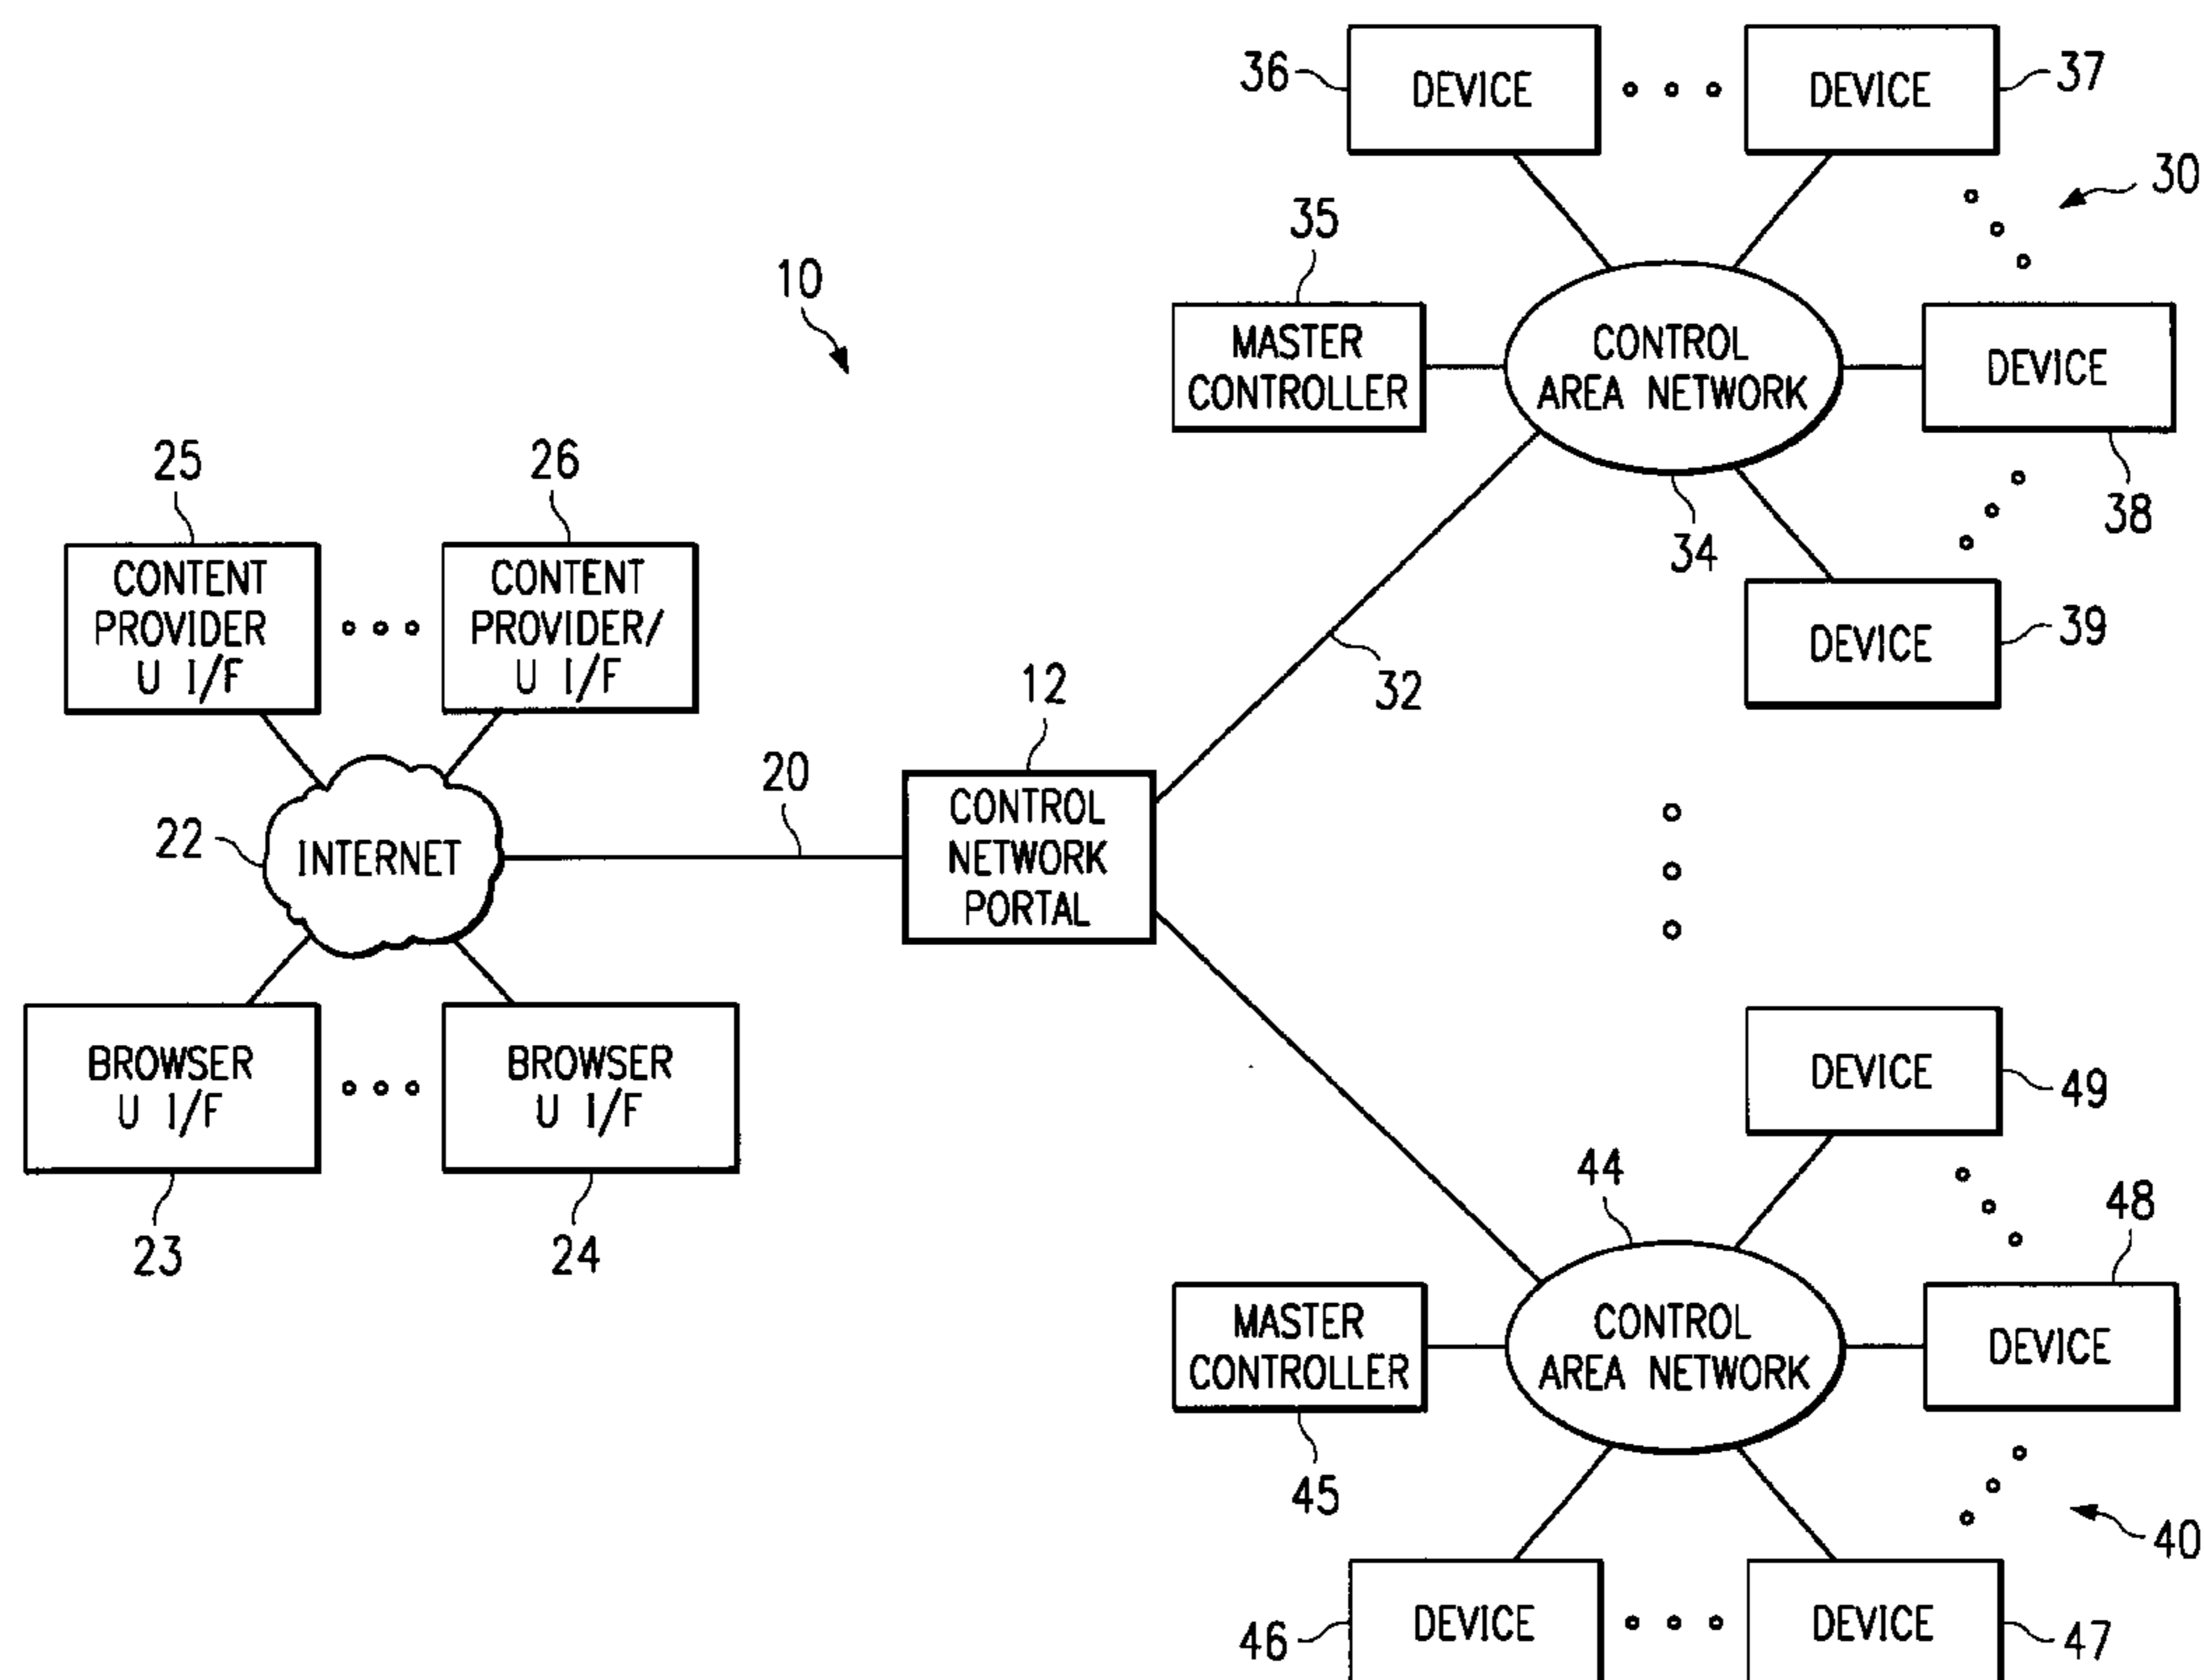 36
DEVICE
DEVICE
37
30
35
10
MASTER
CONTROLLER
CONTROL
AREA NETWORK
DEVICE
38
34
25
26
CONTENT
PROVIDER
U I/F
CONTENT
PROVIDER/
U I/F
DEVICE
39
32
12
20
22
INTERNET
CONTROL
NETWORK
PORTAL
BROWSER
U I/F
BROWSER
U I/F
23
24
DEVICE
49
44
48
MASTER
CONTROLLER
CONTROL
AREA NETWORK
DEVICE
45
40
46
DEVICE
DEVICE
47